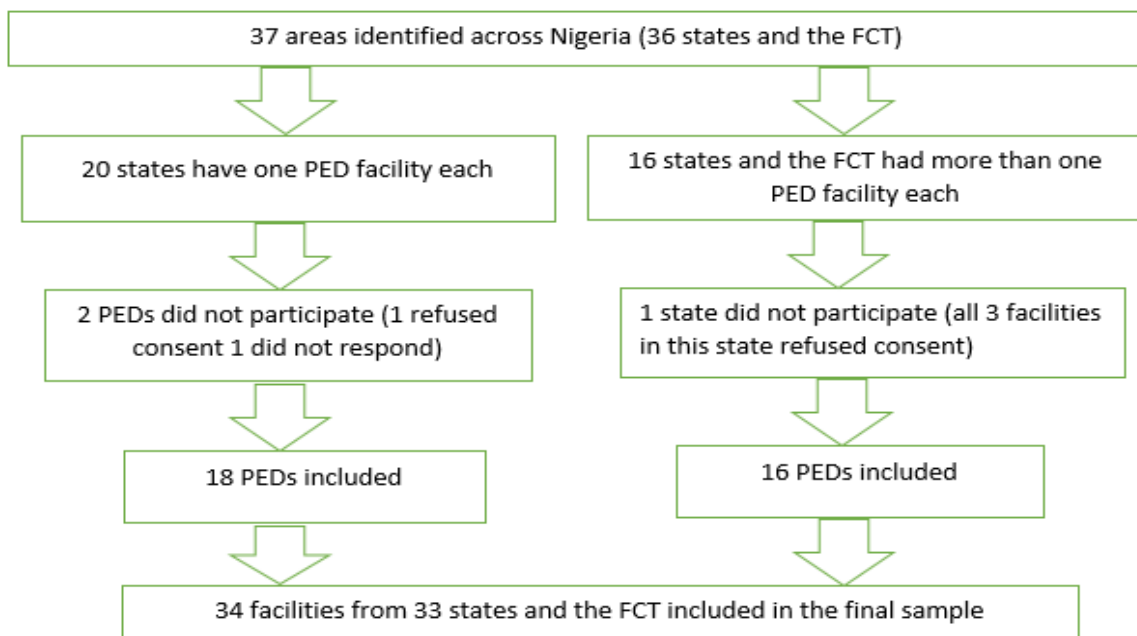 37 areas identified across Nigeria (36 states and the FCT)
20 states have one PED facility each
16 states and the FCT had more than one
PED facility each
2 PEDs did not participate (1 refused
consent 1 did not respond)
1 state did not participate (all 3 facilities
in this state refused consent)
18 PEDs included
16 PEDs included
34 facilities from 33 states and the FCT included in the final sample